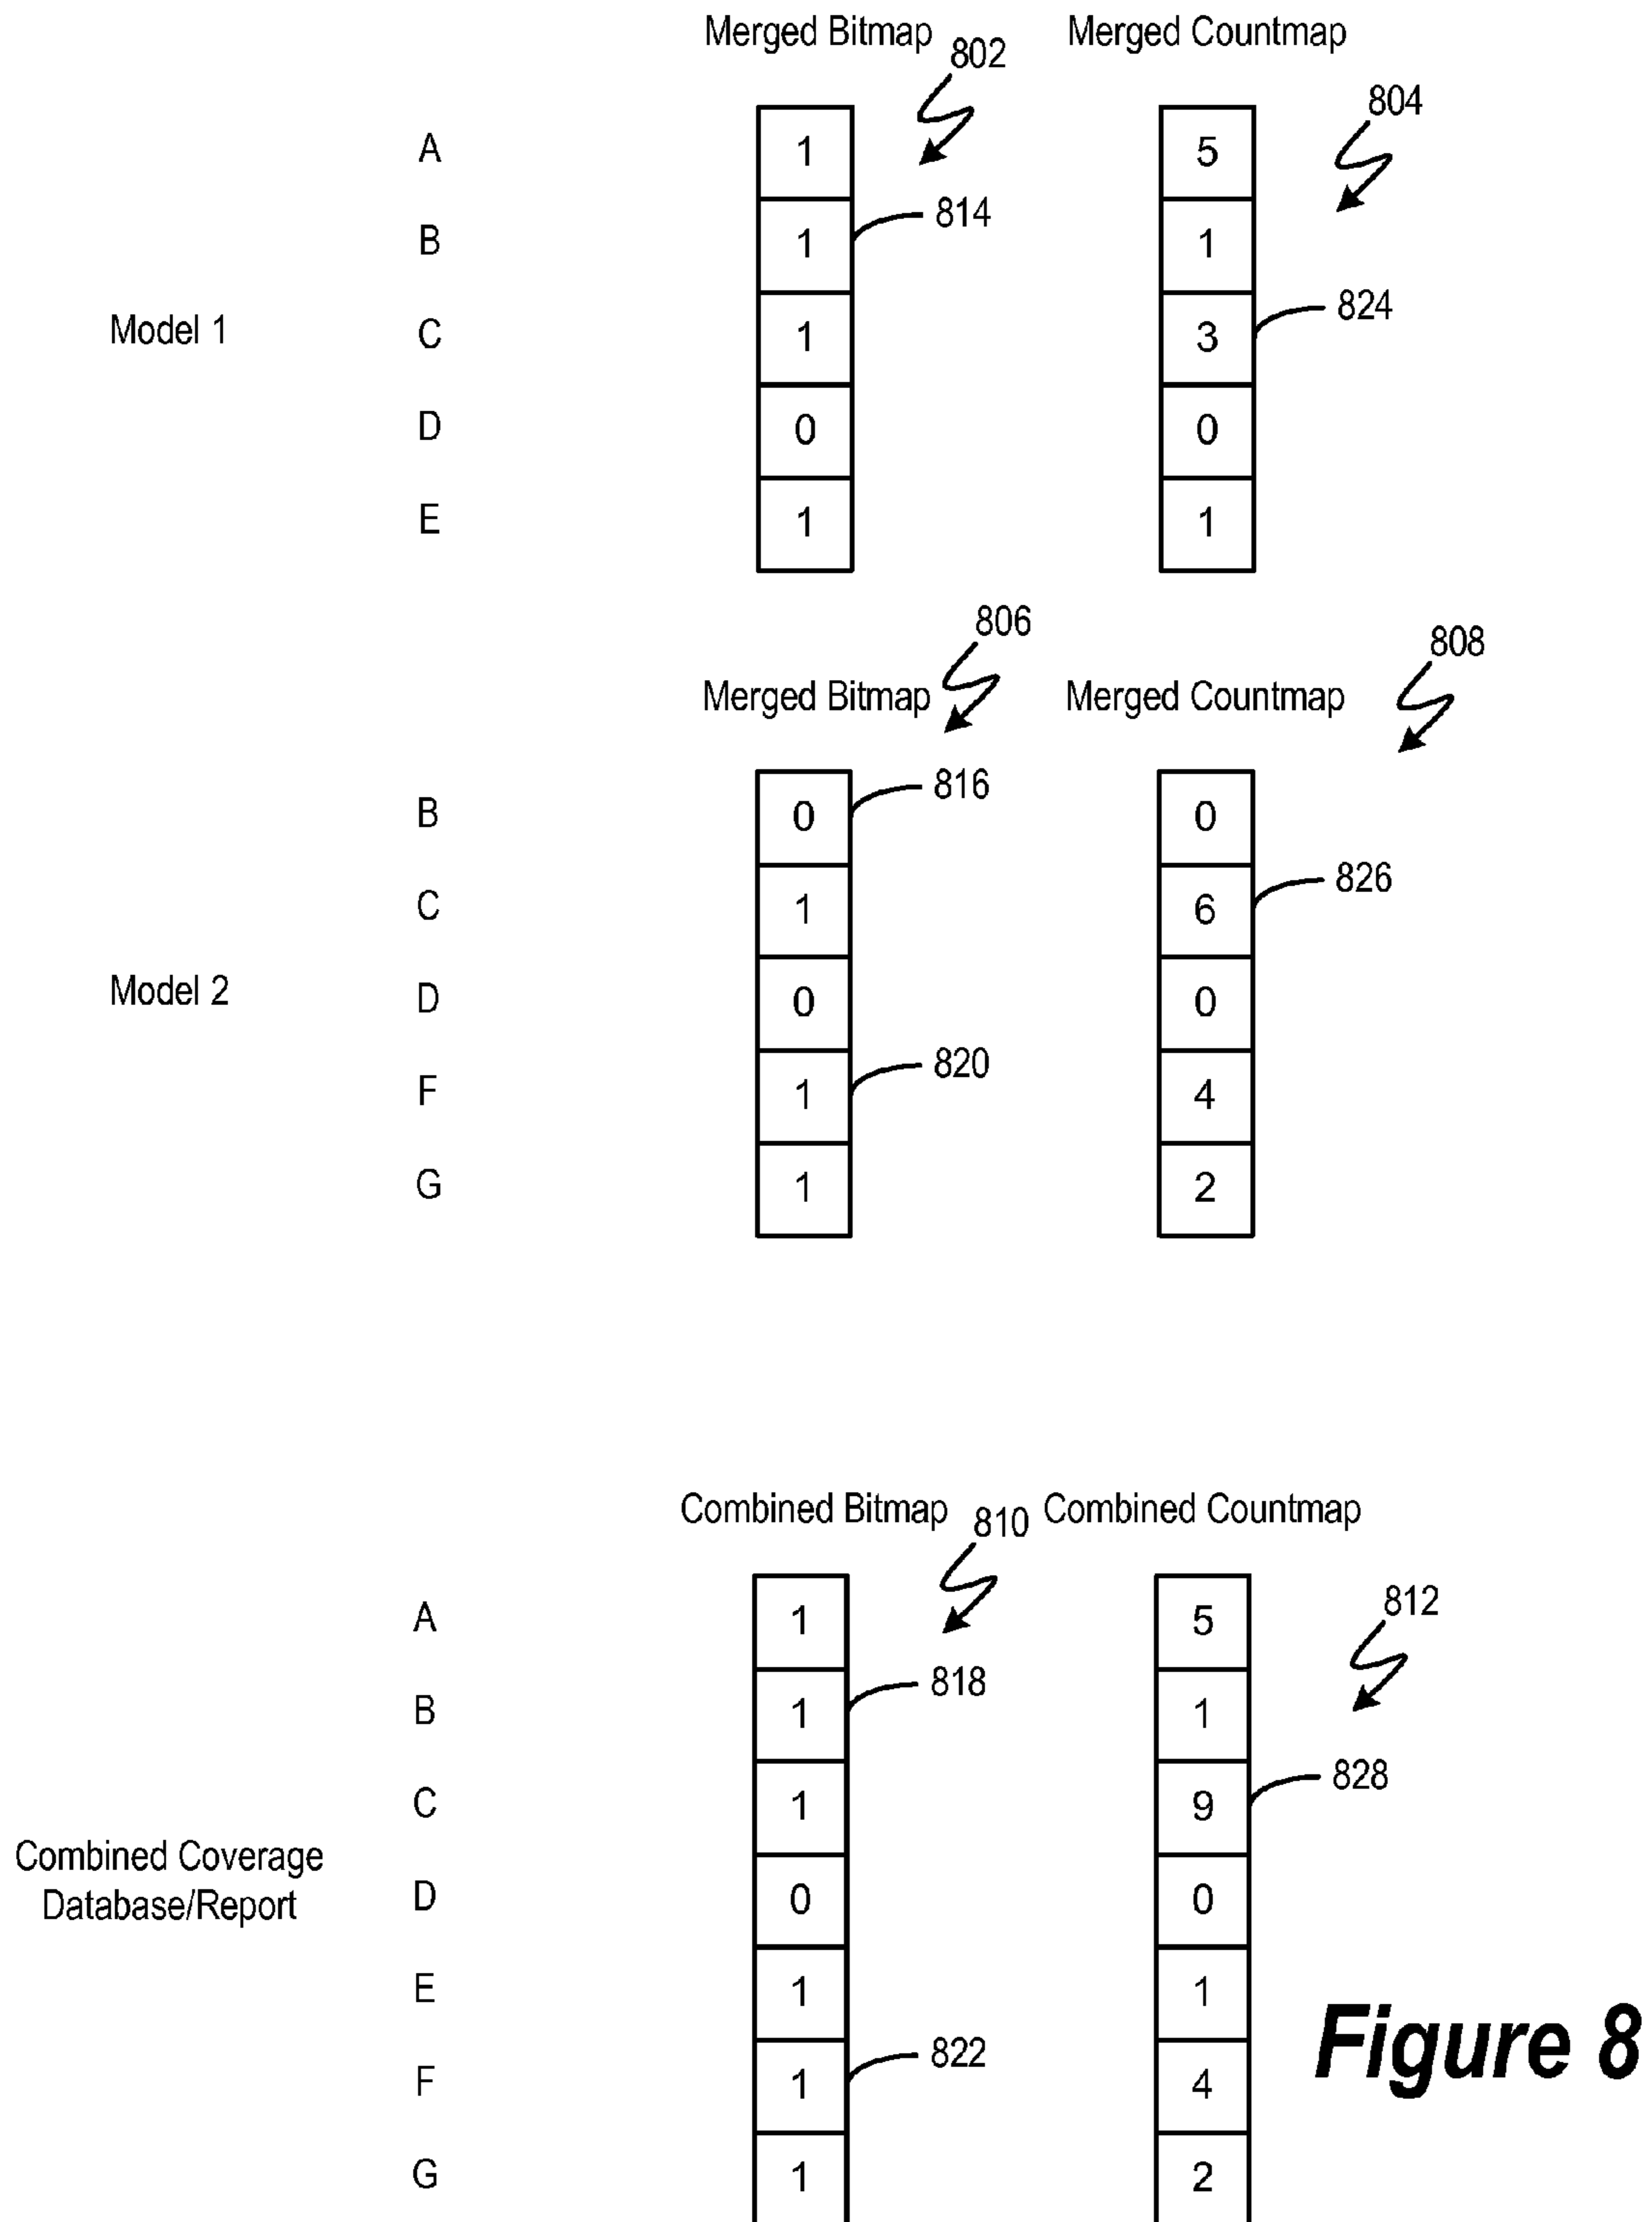 Merged Bitmap Merged Countmap
802
804
A 1 5
814
B 1 1
824
Model 1 C 1 3
D 0 0
E 1 1
806
808
Merged Bitmap Merged Countmap
816
B 0 0
826
C 1 6
Model 2 D 0 0
820
F 1 4
G 1 2
Combined Bitmap 810 Combined Countmap
812
A 1 5
818
B 1 1
828
C 1 9
Combined Coverage
Database/Report
D 0 0
E 1 1
822
F 1 4
G 1 2
Figure 8